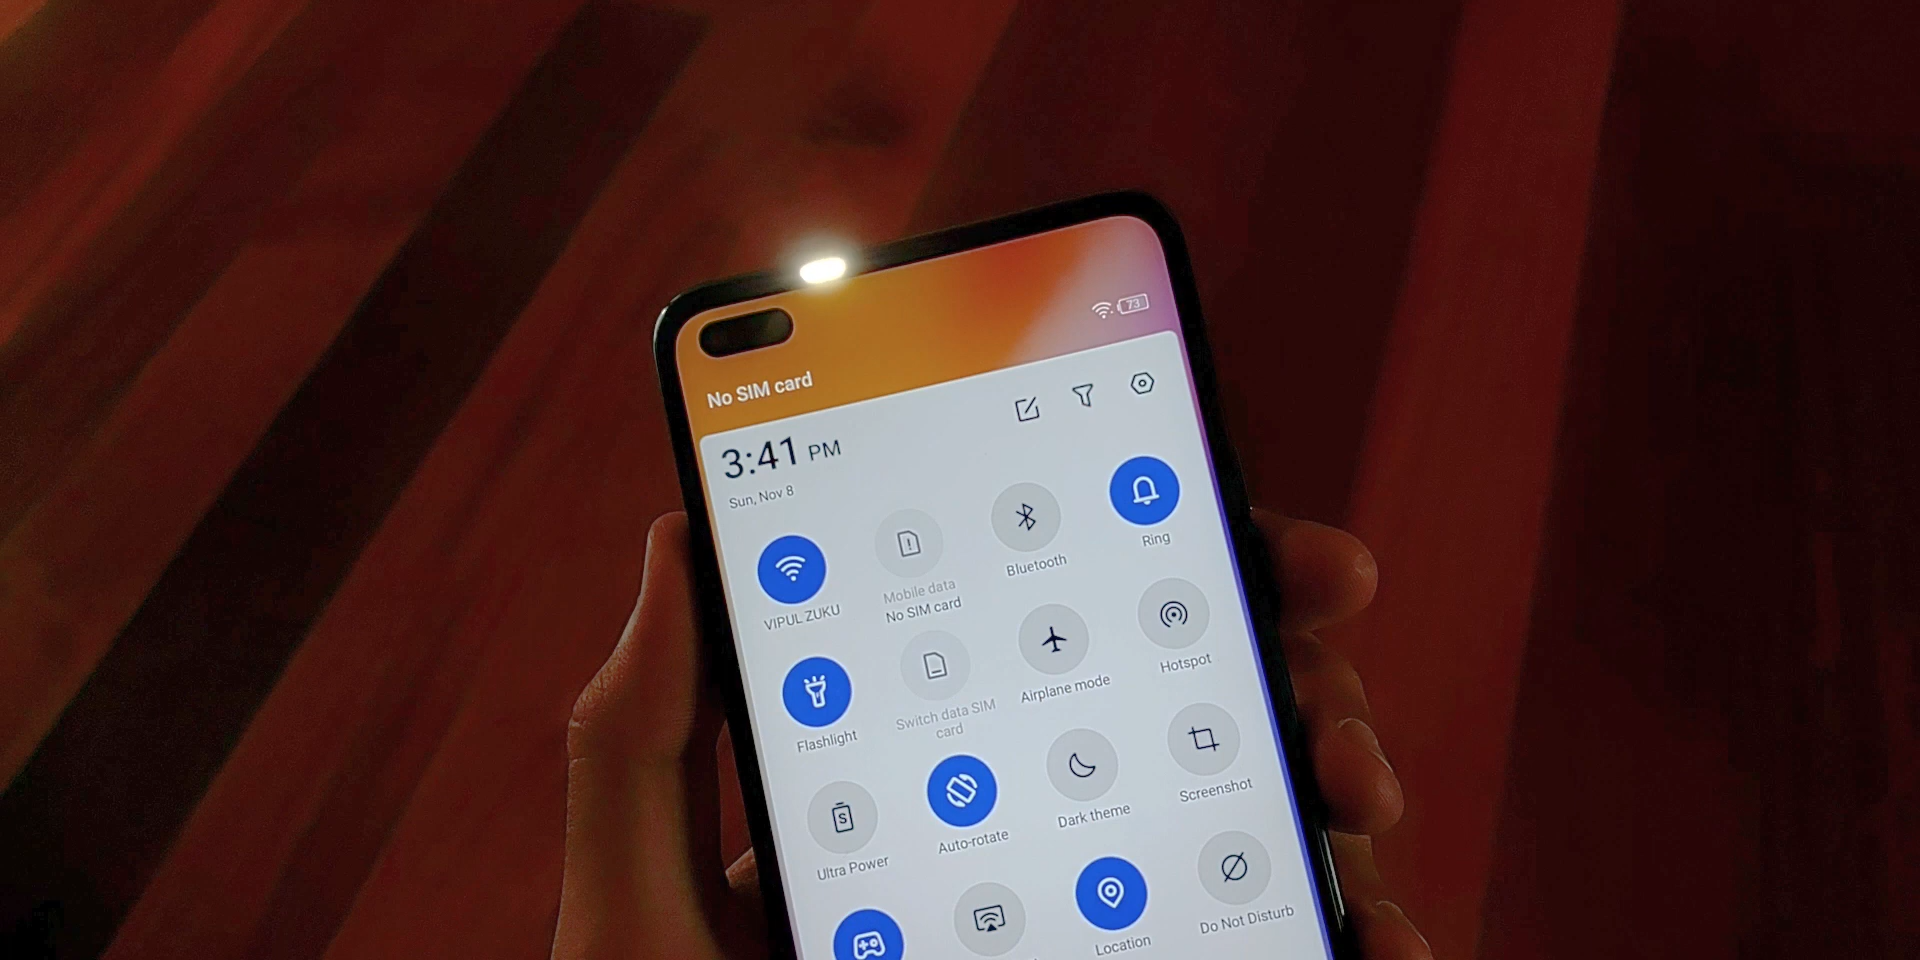 73
No SIM card
3:41 PM
Sun, Nov 8
VIPUL ZUKU
Mobile data
No SIM card
Bluetooth
Ring
Flashlight
Switch data SIM
card
Airplane mode
Hotspot
Ultra Power
Auto-rotate
Dark theme
Screenshot
Location
Do Not Disturb